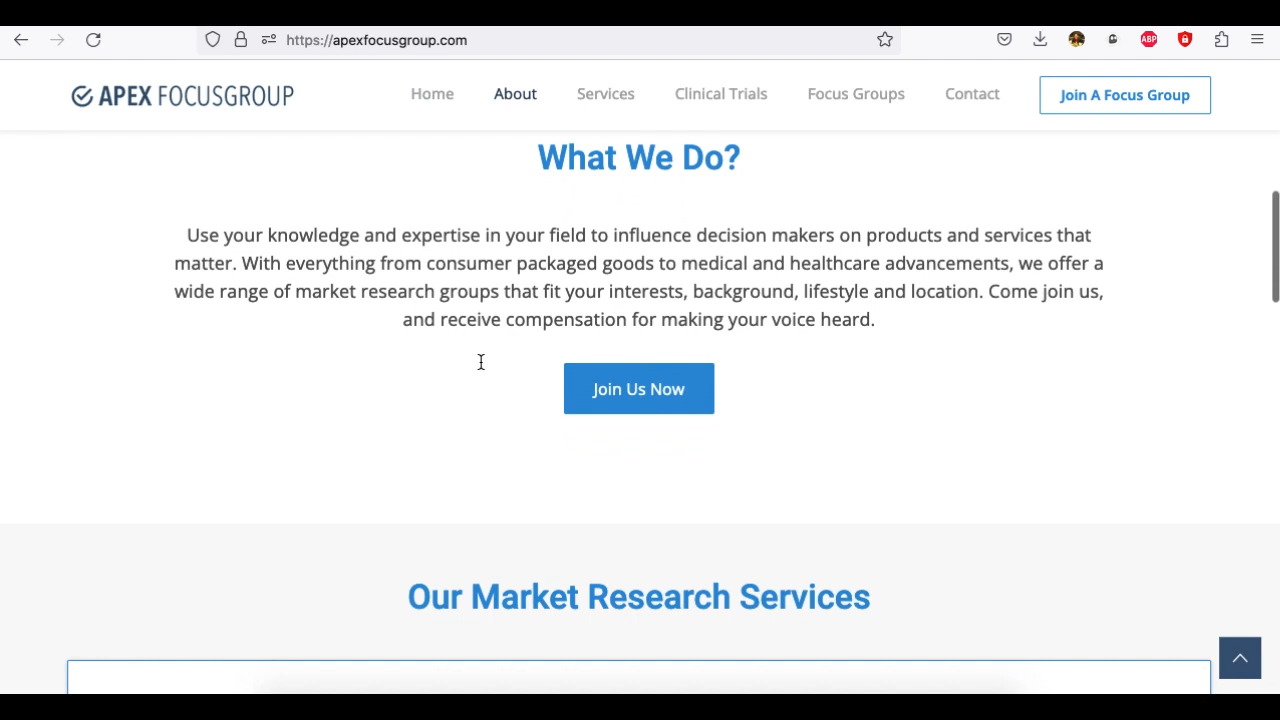 https://apexfocusgroup.com
ABP
APEX FOCUSGROUP
Home
About
Services
Clinical Trials
Focus Groups
Contact
Join A Focus Group
What We Do?
Use your knowledge and expertise in your field to influence decision makers on products and services that
matter. With everything from consumer packaged goods to medical and healthcare advancements, we offer a
wide range of market research groups that fit your interests, background, lifestyle and location. Come join us,
and receive compensation for making your voice heard.
Join Us Now
Our Market Research Services